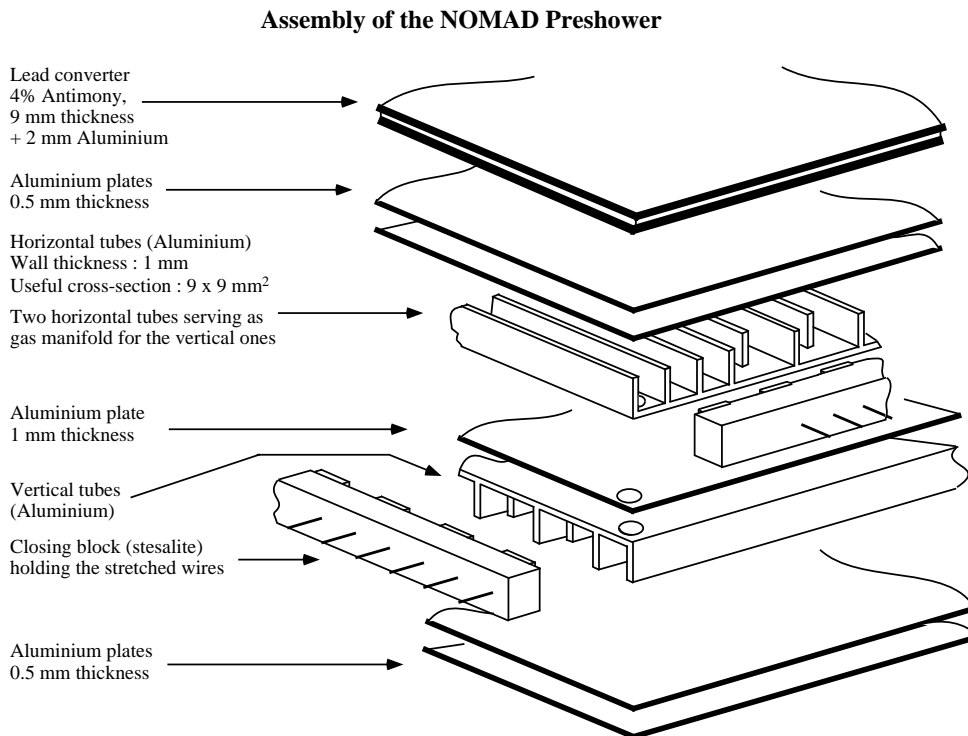 Assembly of the NOMAD Preshower
Lead converter
4% Antimony,
9 mm thickness
+ 2 mm Aluminium
Aluminium plates
0.5 mm thickness
Horizontal tubes (Aluminium)
Wall thickness : 1 mm
Useful cross-section : 9 x 9 mm²
Two horizontal tubes serving as
gas manifold for the vertical ones
Aluminium plate
1 mm thickness
Vertical tubes
(Aluminium)
Closing block (stesalite)
holding the stretched wires
Aluminium plates
0.5 mm thickness